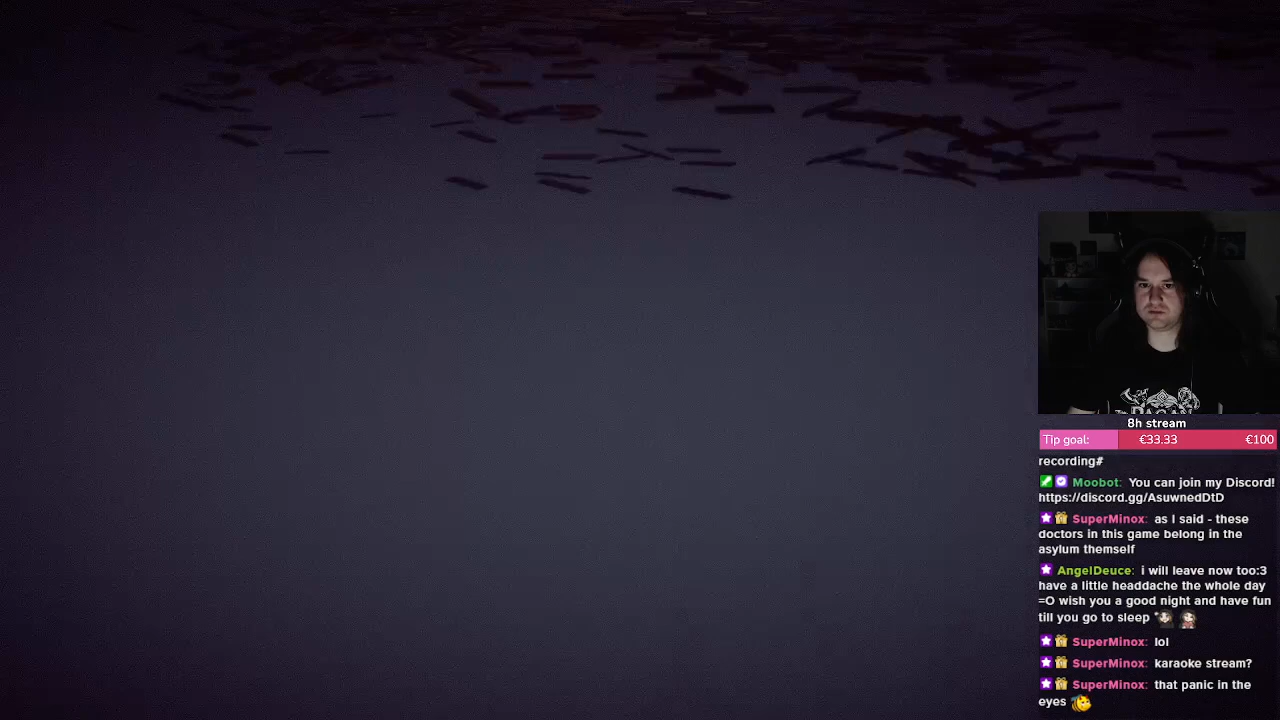 PAGAN
8h stream
Tip goal: €33.33 €100
recording#
Moobot: You can join my Discord!
https://discord.gg/AsuwnedDtD
SuperMinox: as I said - these
doctors in this game belong in the
asylum themself
AngelDeuce: i will leave now too:3
have a little headdache the whole day
=O wish you a good night and have fun
till you go to sleep
SuperMinox: lol
SuperMinox: karaoke stream?
SuperMinox: that panic in the
eyes